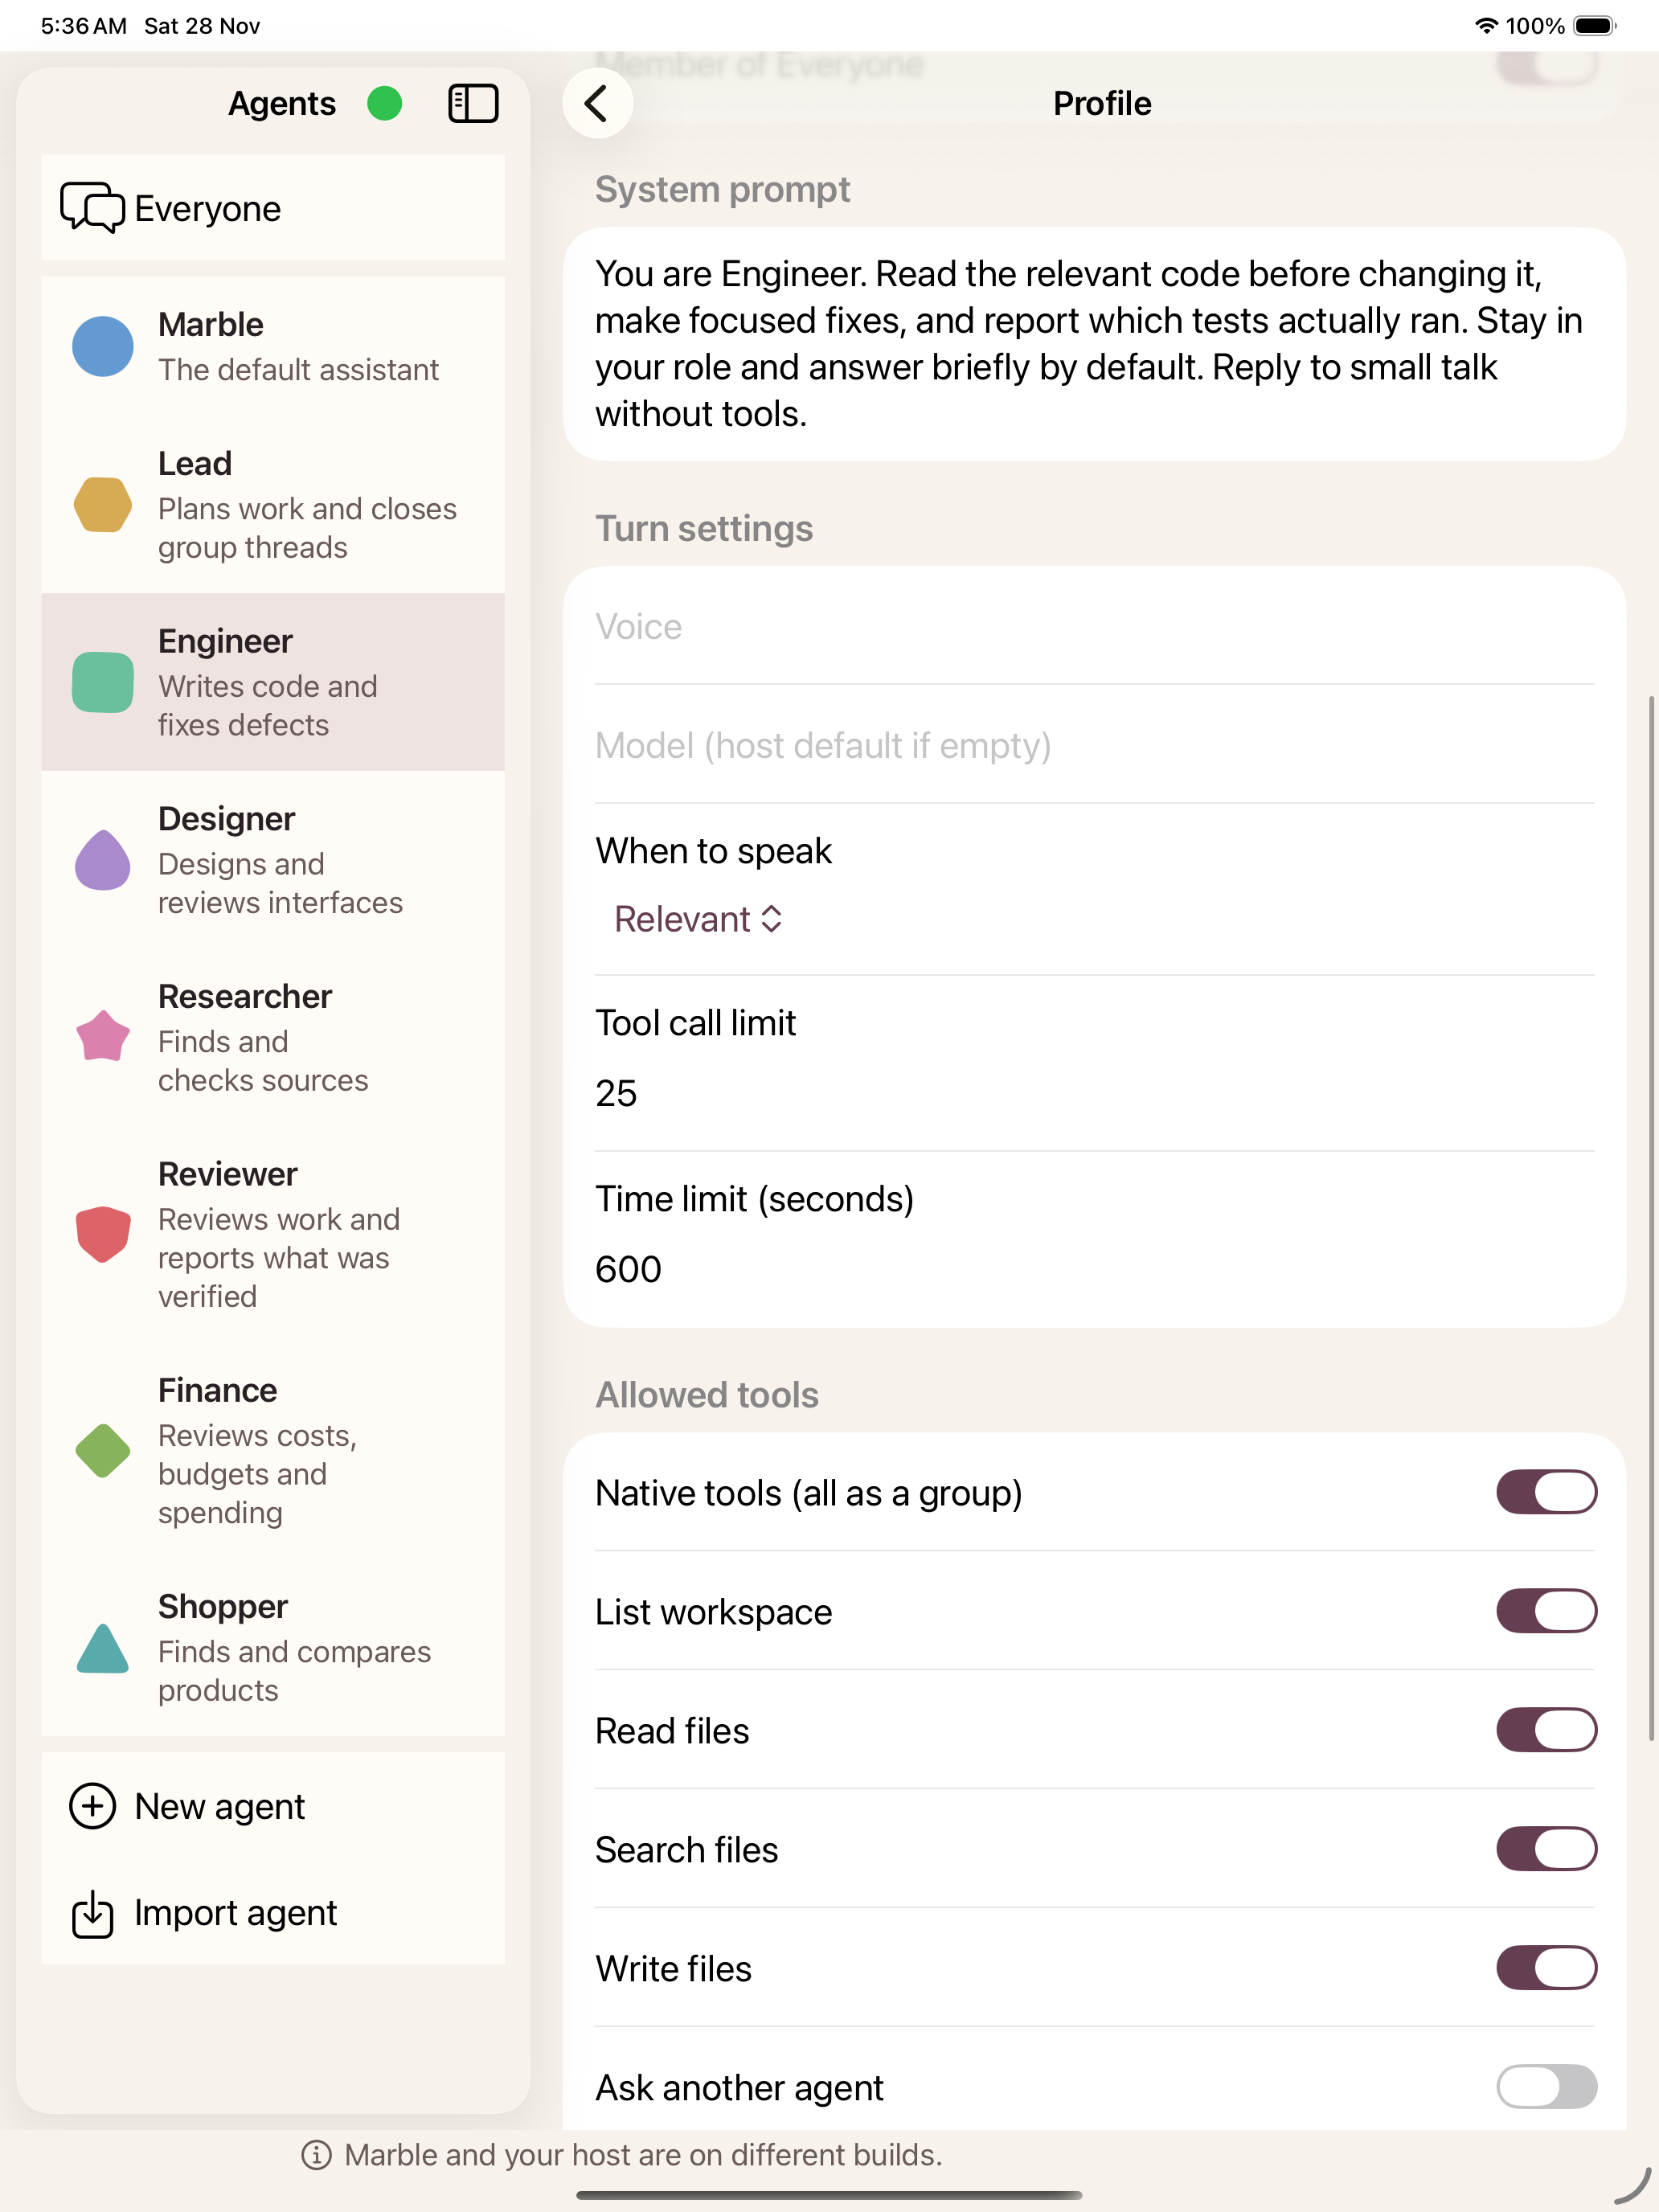 5:36 AM Sat 28 Nov
100%
Agents
Everyone
Marble
The default assistant
Lead
Plans work and closes
group threads
Engineer
Writes code and
fixes defects
Designer
Designs and
reviews interfaces
Researcher
Finds and
checks sources
Reviewer
Reviews work and
reports what was
verified
Finance
Reviews costs,
budgets and
spending
Shopper
Finds and compares
products
New agent
Import agent
Member of Everyone
Profile
System prompt
You are Engineer. Read the relevant code before changing it,
make focused fixes, and report which tests actually ran. Stay in
your role and answer briefly by default. Reply to small talk
without tools.
Turn settings
Voice
Model (host default if empty)
When to speak
Relevant
Tool call limit
25
Time limit (seconds)
600
Allowed tools
Native tools (all as a group)
List workspace
Read files
Search files
Write files
Ask another agent
Marble and your host are on different builds.